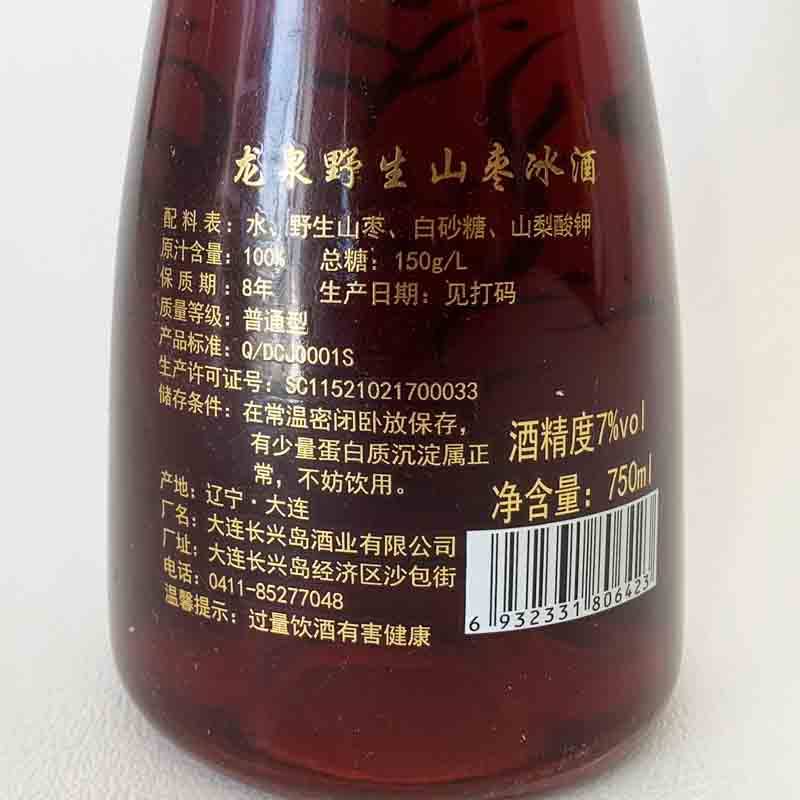 龙泉野生山枣冰酒
配料表：水、野生山枣、白砂糖、山梨酸钾
原汁含量：100% 总糖：150g/L
保质期：8年 生产日期：见打码
质量等级：普通型
产品标准：Q/DCJ0001S
生产许可证号：SC11521021700033
储存条件：在常温密闭卧放保存，
有少量蛋白质沉淀属正
常，不妨饮用。
酒精度7%vol
净含量：750ml
产地：辽宁·大连
厂名：大连长兴岛酒业有限公司
厂址：大连长兴岛经济区沙包街
电话：0411-85277048
温馨提示：过量饮酒有害健康
6 932331 806423